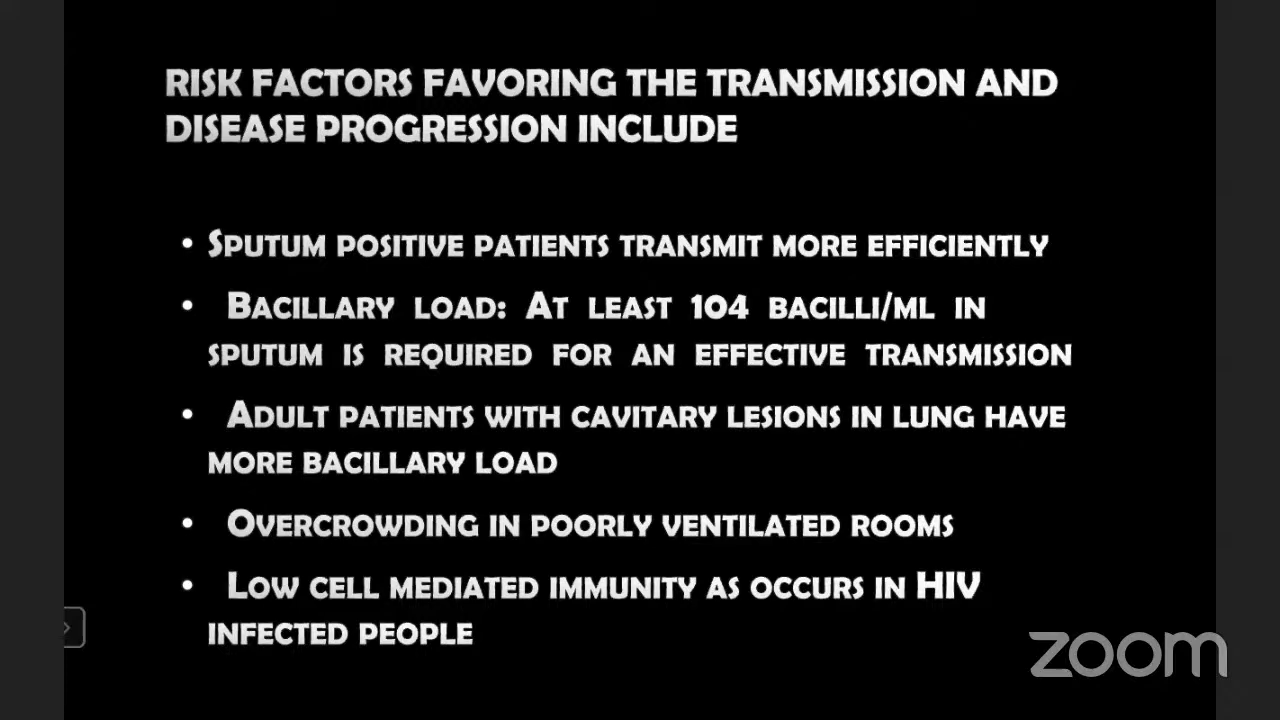 RISK FACTORS FAVORING THE TRANSMISSION AND
DISEASE PROGRESSION INCLUDE
• SPUTUM POSITIVE PATIENTS TRANSMIT MORE EFFICIENTLY
• BACILLARY LOAD: AT LEAST 104 BACILLI/ML IN
SPUTUM IS REQUIRED FOR AN EFFECTIVE TRANSMISSION
• ADULT PATIENTS WITH CAVITARY LESIONS IN LUNG HAVE
MORE BACILLARY LOAD
• OVERCROWDING IN POORLY VENTILATED ROOMS
• LOW CELL MEDIATED IMMUNITY AS OCCURS IN HIV
INFECTED PEOPLE
zoom